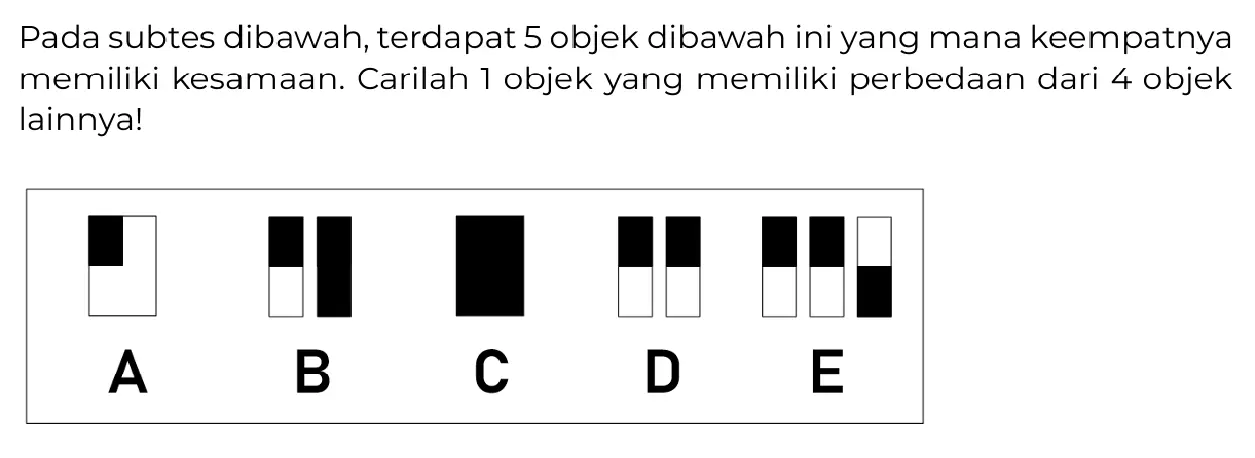 Pada subtes dibawah, terdapat 5 objek dibawah ini yang mana keempatnya
memiliki kesamaan. Carilah 1 objek yang memiliki perbedaan dari 4 objek
lainnya!
A B C D E